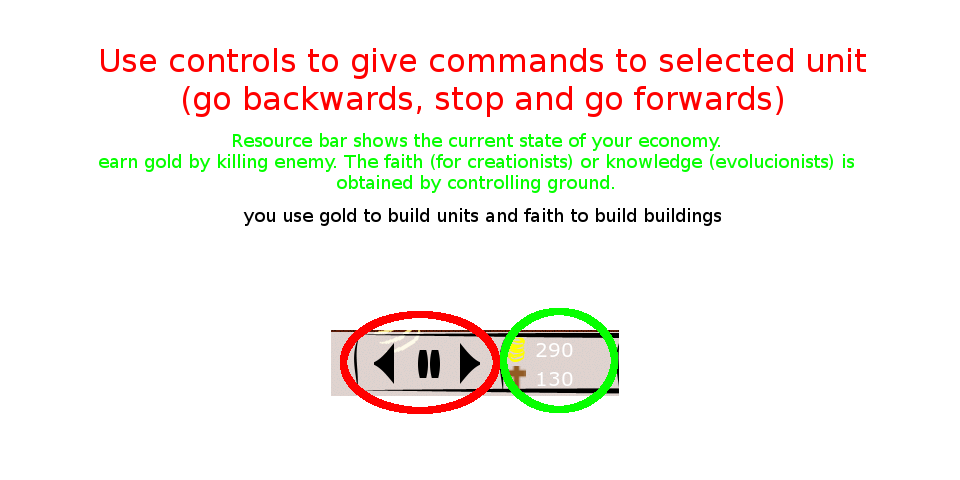 Use controls to give commands to selected unit
(go backwards, stop and go forwards)
Resource bar shows the current state of your economy.
earn gold by killing enemy. The faith (for creationists) or knowledge (evolucionists) is
obtained by controlling ground.
you use gold to build units and faith to build buildings
290
130